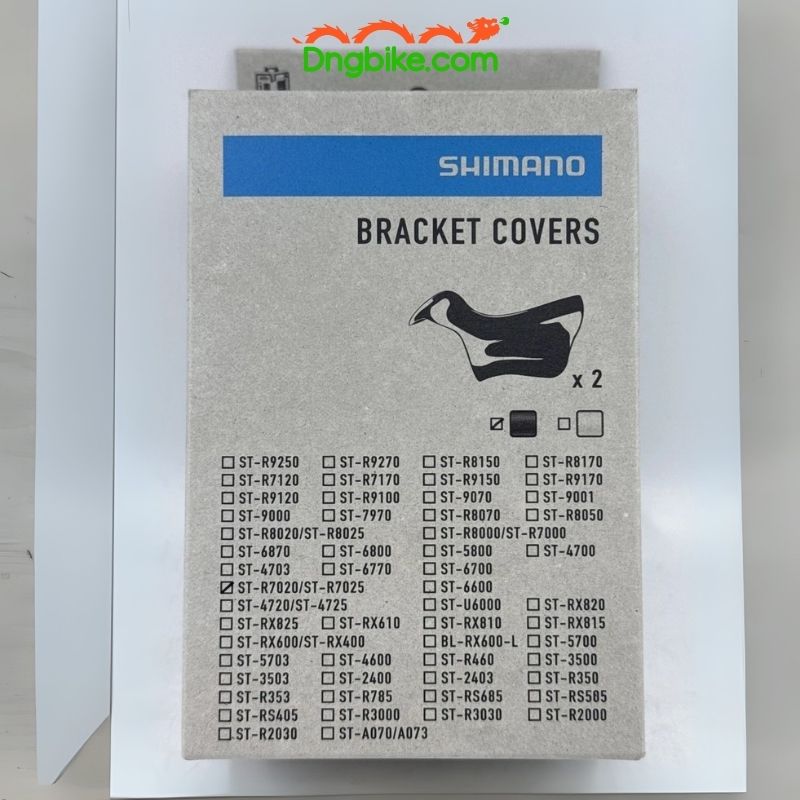 Dngbike.com
SHIMANO
BRACKET COVERS
x 2
ST-R9250 ST-R9270 ST-R8150 ST-R8170
ST-R7120 ST-R7170 ST-R9150 ST-R9170
ST-R9120 ST-R9100 ST-9070 ST-9001
ST-9000 ST-7970 ST-R8070 ST-R8050
ST-R8020/ST-R8025 ST-R8000/ST-R7000
ST-6870 ST-6800 ST-5800 ST-4700
ST-4703 ST-6770 ST-6700
ST-R7020/ST-R7025 ST-6600
ST-4720/ST-4725 ST-U6000 ST-RX820
ST-RX825 ST-RX610 ST-RX810 ST-RX815
ST-RX600/ST-RX400 BL-RX600-L ST-5700
ST-5703 ST-4600 ST-R460 ST-3500
ST-3503 ST-2400 ST-2403 ST-R350
ST-R353 ST-R785 ST-RS685 ST-RS505
ST-RS405 ST-R3000 ST-R3030 ST-R2000
ST-R2030 ST-A070/A073